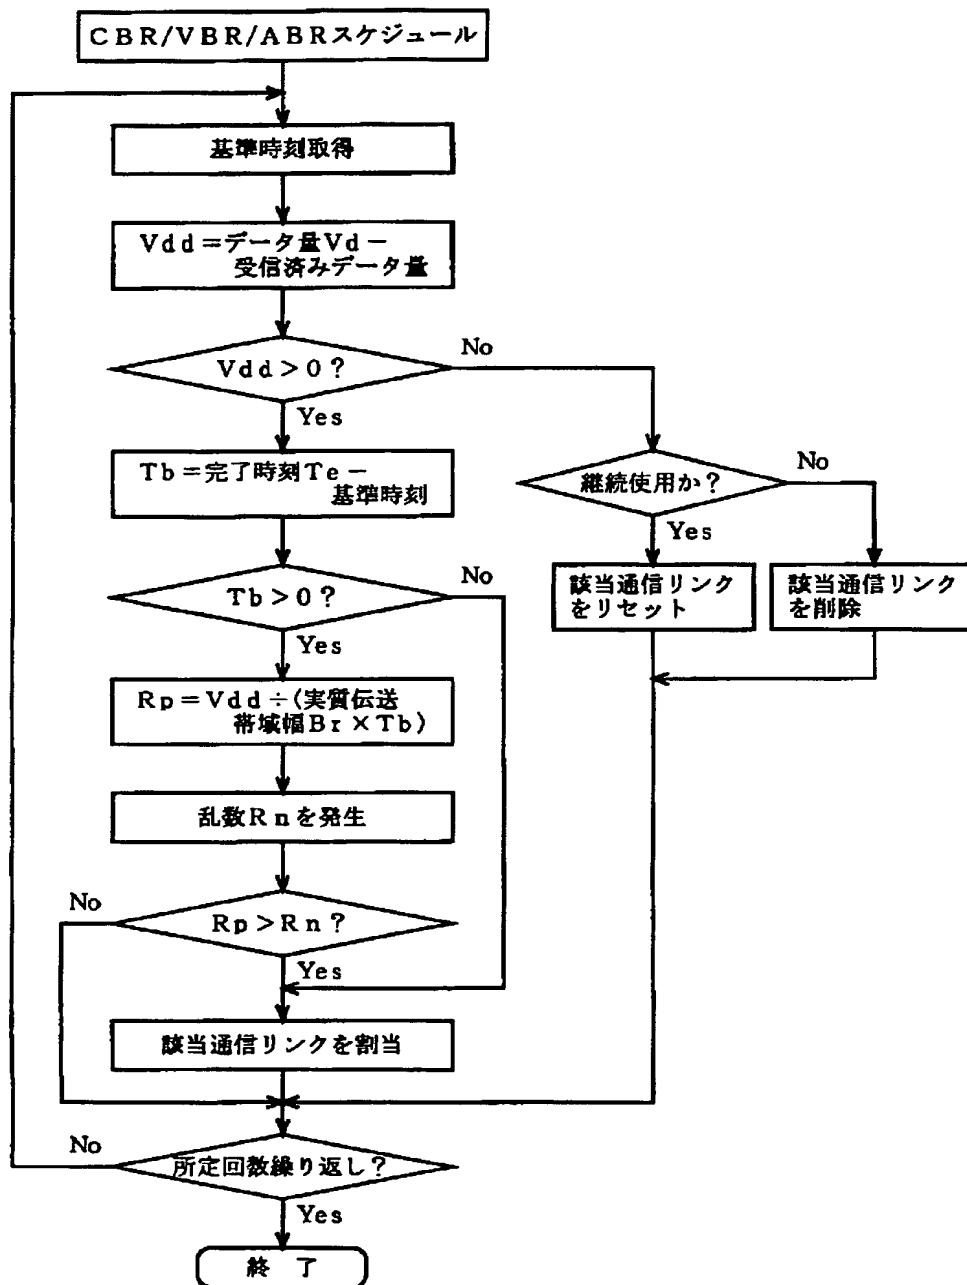 CBR/VBR/ABRスケジュール
基準時刻取得
Vdd=データ量Vd−
受信済みデータ量
Vdd>0?
No
Yes
Tb=完了時刻Te−
基準時刻
継続使用か?
No
Yes
Tb>0?
No
Yes
該当通信リンク
をリセット
該当通信リンク
を削除
Rp=Vdd÷(実質伝送
帯域幅Br×Tb)
乱数Rnを発生
Rp>Rn?
No
Yes
該当通信リンクを割当
所定回数繰り返し?
No
Yes
終 了